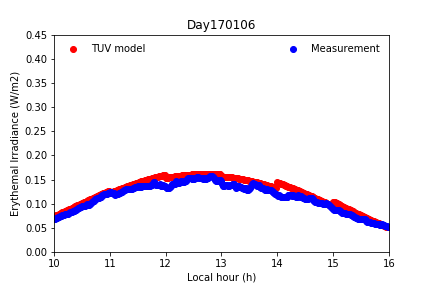 Day170106
TUV model
Measurement
Erythemal Irradiance (W/m2)
0.45
0.40
0.35
0.30
0.25
0.20
0.15
0.10
0.05
0.00
10 11 12 13 14 15 16
Local hour (h)